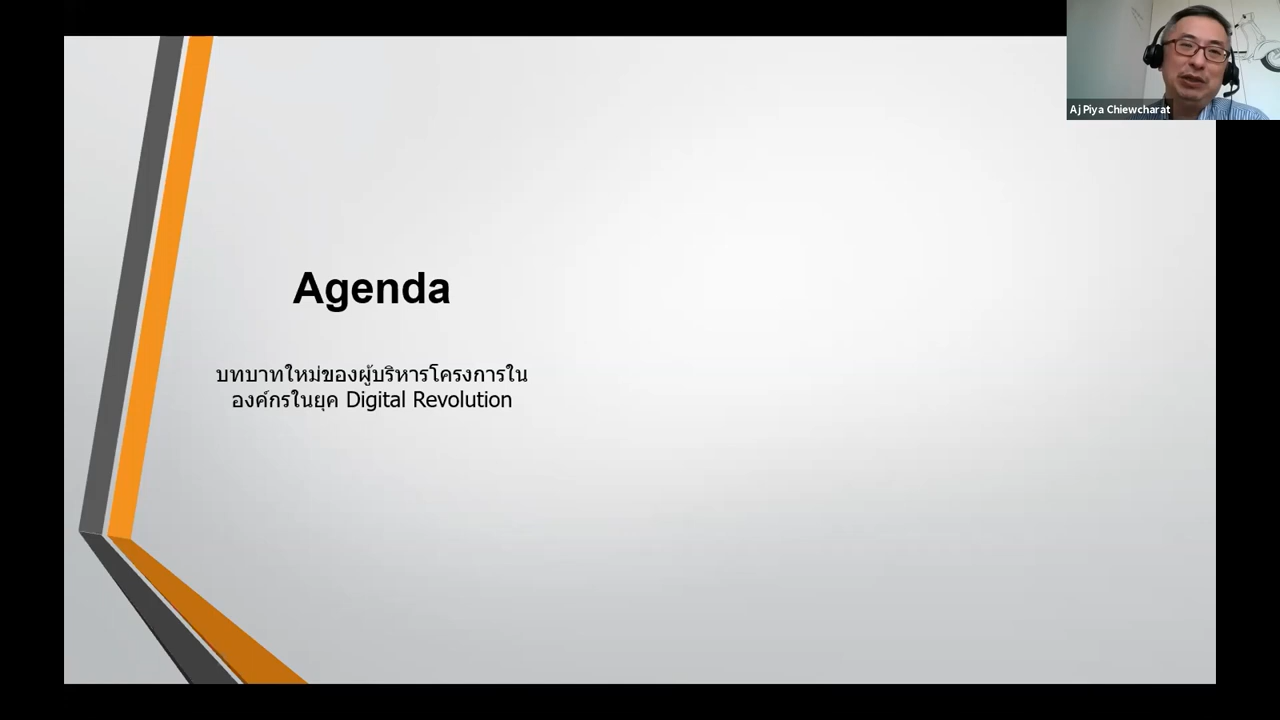 Aj Piya Chiewcharat
Agenda
บทบาทใหม่ของผู้บริหารโครงการใน
องค์กรในยุค Digital Revolution